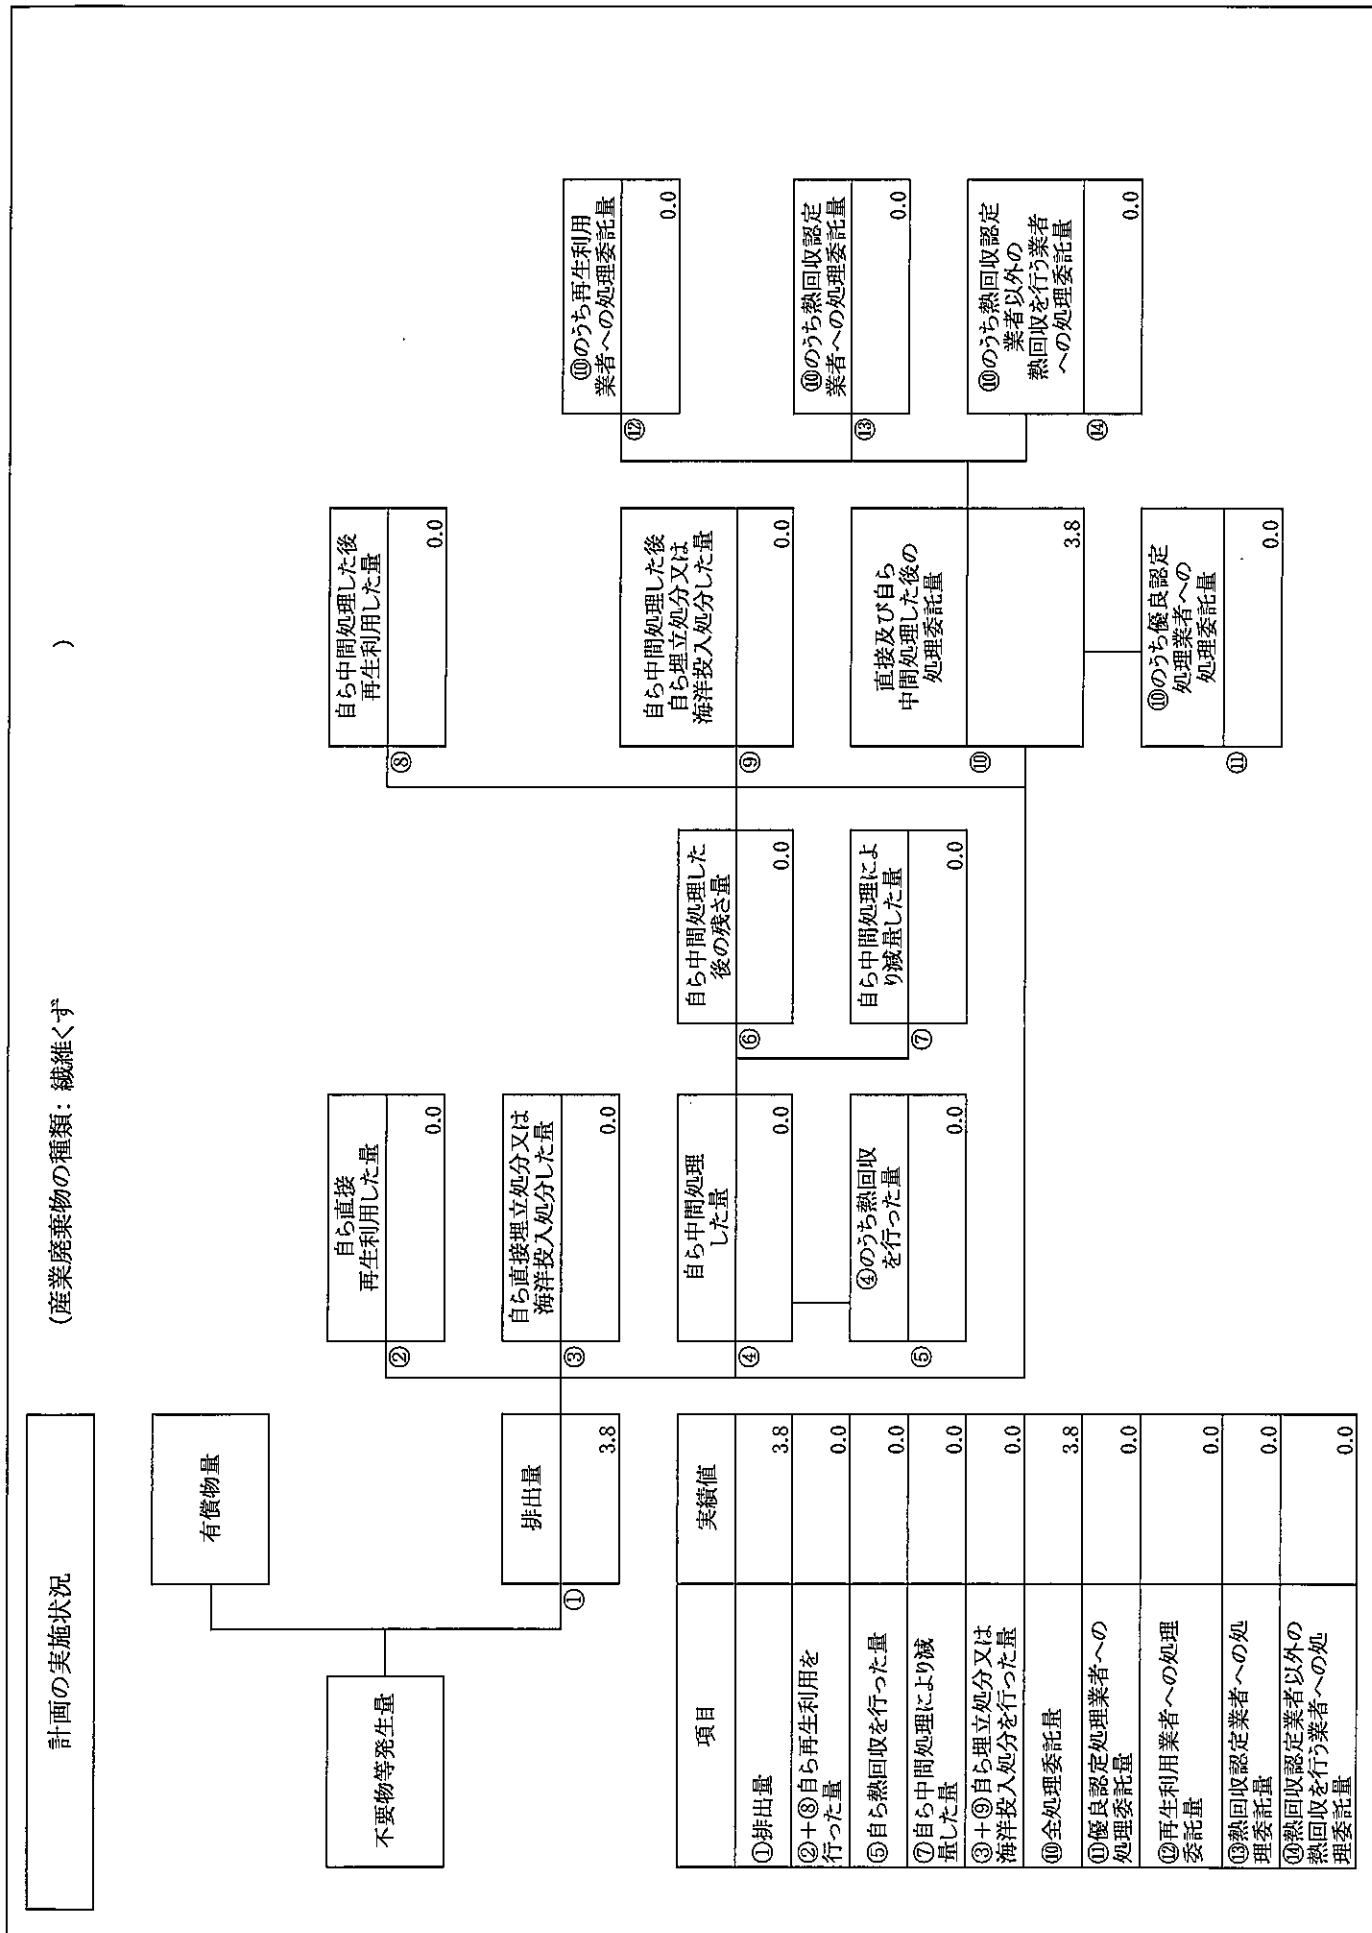 計画の実施状況
(産業廃棄物の種類: 繊維くず
)
不要物等発生量
有償物量
①
排出量
3.8
②
自ら直接
再生利用した量
0.0
③
自ら直接埋立処分又は
海洋投入処分した量
0.0
④
自ら中間処理
した量
0.0
⑤
④のうち熱回収
を行った量
0.0
⑥
自ら中間処理した
後の残さ量
0.0
⑦
自ら中間処理によ
り減量した量
0.0
⑧
自ら中間処理した後
再生利用した量
0.0
⑨
自ら中間処理した後
自ら埋立処分又は
海洋投入処分した量
0.0
⑩
直接及び自ら
中間処理した後の
処理委託量
3.8
⑪
⑩のうち優良認定
処理業者への
処理委託量
0.0
⑫
⑩のうち再生利用
業者への処理委託量
0.0
⑬
⑩のうち熱回収認定
業者への処理委託量
0.0
⑭
⑩のうち熱回収認定
業者以外の
熱回収を行う業者
への処理委託量
0.0
項目 実績値
①排出量 3.8
②+⑧自ら再生利用を
行った量 0.0
⑤自ら熱回収を行った量 0.0
⑦自ら中間処理により減
量した量 0.0
③+⑨自ら埋立処分又は
海洋投入処分を行った量 0.0
⑩全処理委託量 3.8
⑪優良認定処理業者への
処理委託量 0.0
⑫再生利用業者への処理
委託量 0.0
⑬熱回収認定業者への処
理委託量 0.0
⑭熱回収認定業者以外の
熱回収を行う業者への処
理委託量 0.0